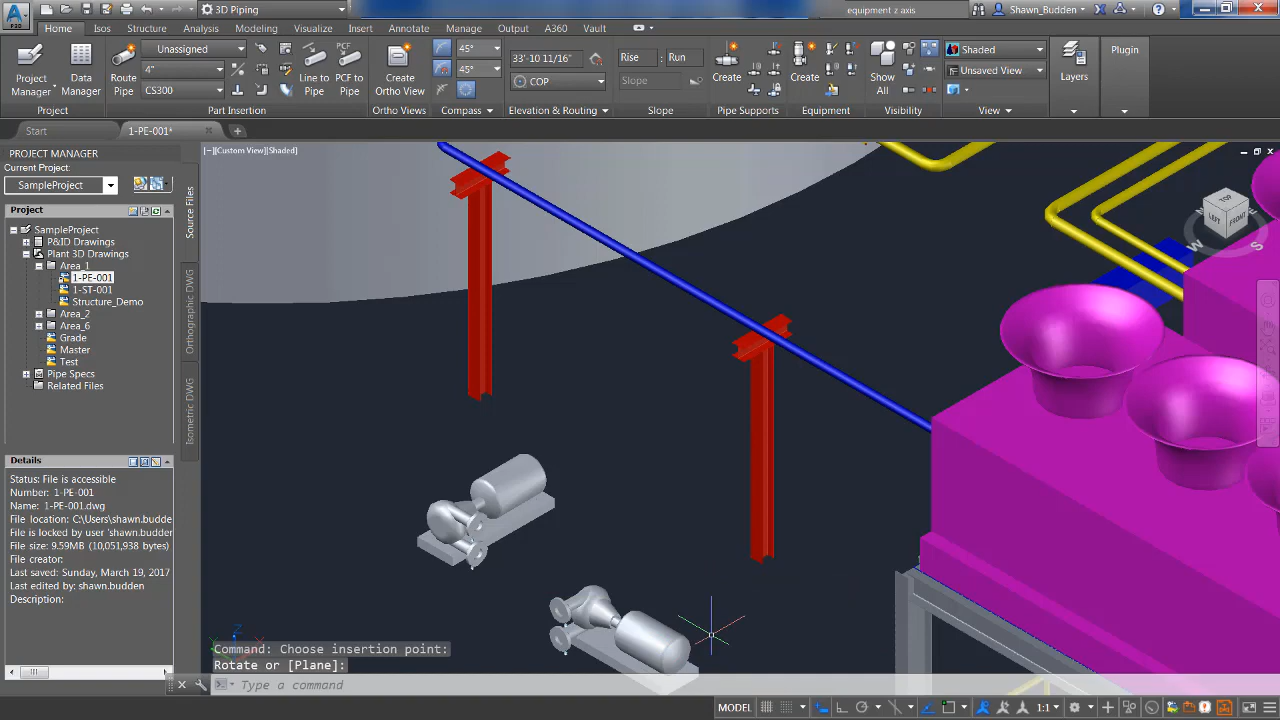 3D Piping
equipment z axis
Shawn_Budden
Home
Isos
Structure
Analysis
Modeling
Visualize
Insert
Annotate
Manage
Output
A360
Vault
Project
Manager
Data
Manager
Project
Route
Pipe
Unassigned
4"
CS300
Line to
Pipe
PCF to
Pipe
Part Insertion
Create
Ortho View
Ortho Views
45°
45°
Compass
33'-10 11/16"
COP
Elevation & Routing
Rise : Run
Slope
Slope
Create
Pipe Supports
Create
Equipment
Show
All
Visibility
Shaded
Unsaved View
View
Layers
Plugin
Start
1-PE-001*
PROJECT MANAGER
Current Project:
SampleProject
Project
SampleProject
P&ID Drawings
Plant 3D Drawings
Area_1
1-PE-001
1-ST-001
Structure_Demo
Area_2
Area_6
Grade
Master
Test
Pipe Specs
Related Files
Source Files
Orthographic DWG
Isometric DWG
Details
Status: File is accessible
Number: 1-PE-001
Name: 1-PE-001.dwg
File location: C:\Users\shawn.budde
File is locked by user 'shawn.budden
File size: 9.59MB (10,051,938 bytes)
File creator:
Last saved: Sunday, March 19, 2017
Last edited by: shawn.budden
Description:
[−][Custom View][Shaded]
TOP
LEFT
FRONT
W
S
Z
Command: Choose insertion point:
Rotate or [Plane]:
Type a command
MODEL
1:1